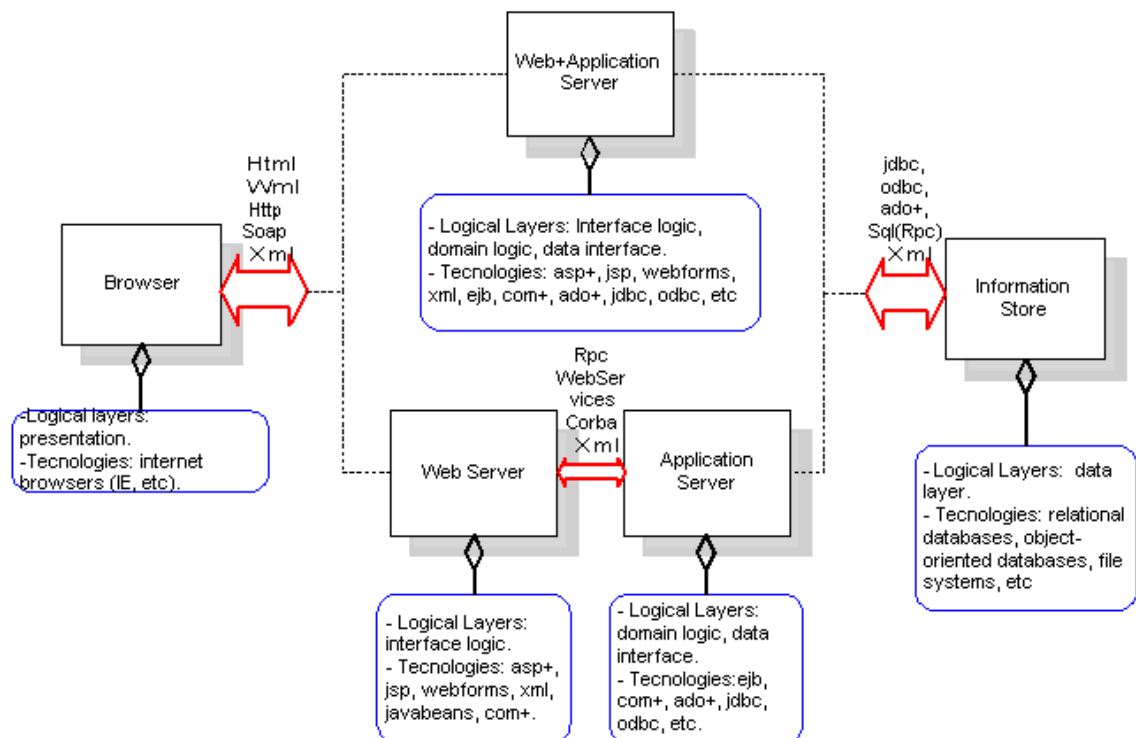 Web+Application
Server
Html
Wml
Http
Soap
Xml
jdbc,
odbc,
ado+,
Sql(Rpc)
Xml
Browser
- Logical Layers: Interface logic,
domain logic, data interface.
- Tecnologies: asp+, jsp, webforms,
xml, ejb, com+, ado+, jdbc, odbc, etc
Information
Store
-Logical layers:
presentation.
-Tecnologies: internet
browsers (IE, etc).
Rpc
WebSer
vices
Corba
Xml
Web Server
Application
Server
- Logical Layers: data
layer.
- Tecnologies: relational
databases, object-
oriented databases, file
systems, etc
- Logical Layers:
interface logic.
- Tecnologies: asp+,
jsp, webforms, xml,
javabeans, com+.
- Logical Layers:
domain logic, data
interface.
- Tecnologies:ejb,
com+, ado+, jdbc,
odbc, etc.